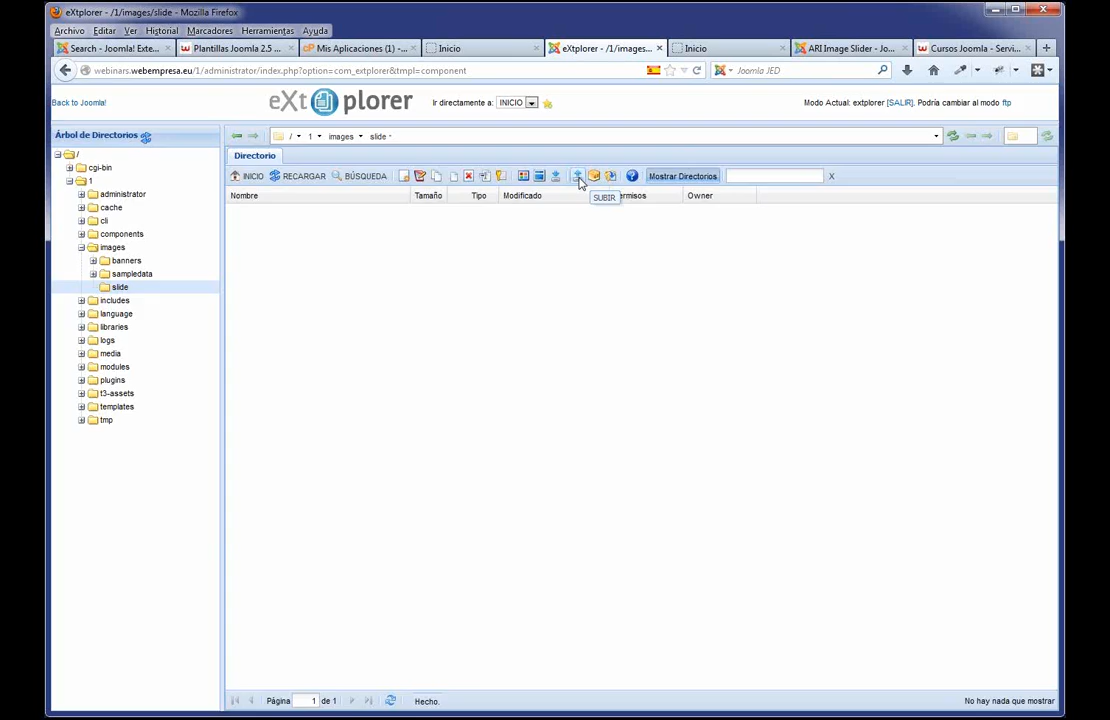 eXtplorer - /1/images/slide - Mozilla Firefox
Archivo Editar Ver Historial Marcadores Herramientas Ayuda
Search - Joomla! Exte... Plantillas Joomla 2.5 ... Mis Aplicaciones (1) -... Inicio eXtplorer - /1/images... Inicio ARI Image Slider - Jo... Cursos Joomla - Servi...
webinars.webempresa.eu/1/administrator/index.php?option=com_extplorer&tmpl=component
Joomla JED
Back to Joomla!
eXtplorer
Ir directamente a: INICIO
Modo Actual: extplorer [SALIR]. Podría cambiar al modo ftp
Árbol de Directorios
/ 1 images slide
Directorio
INICIO RECARGAR BÚSQUEDA
Mostrar Directorios X
SUBIR
Nombre Tamaño Tipo Modificado ermisos Owner
/
cgi-bin
1
administrator
cache
cli
components
images
banners
sampledata
slide
includes
language
libraries
logs
media
modules
plugins
t3-assets
templates
tmp
Página 1 de 1
Hecho.
No hay nada que mostrar